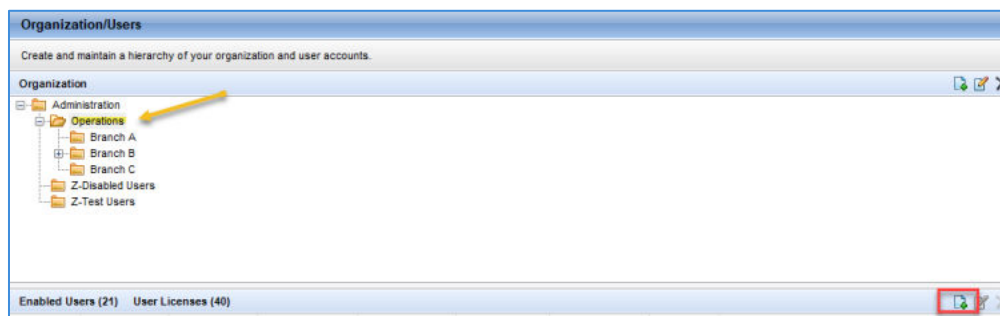 Organization/Users
Create and maintain a hierarchy of your organization and user accounts.
Organization
Administration
Operations
Branch A
Branch B
Branch C
Z-Disabled Users
Z-Test Users
Enabled Users (21) User Licenses (40)